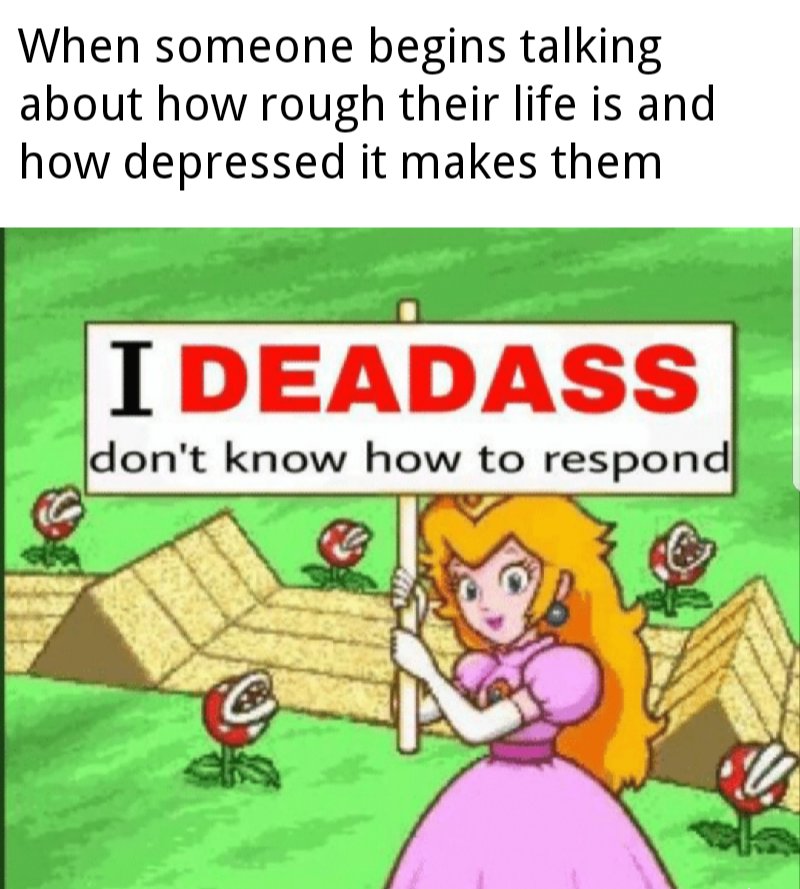 When someone begins talking
about how rough their life is and
how depressed it makes them
I DEADASS
don't know how to respond